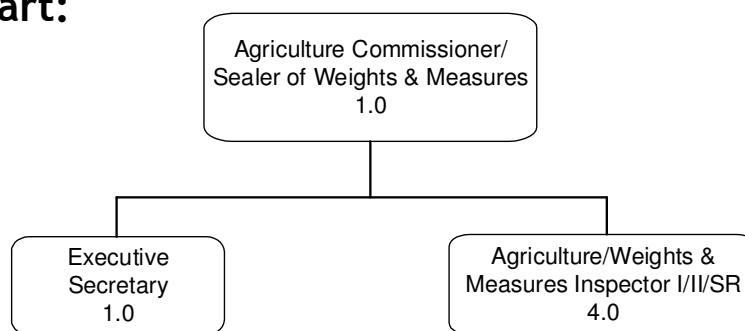 art:
Agriculture Commissioner/
Sealer of Weights & Measures
1.0
Executive
Secretary
1.0
Agriculture/Weights &
Measures Inspector I/II/SR
4.0